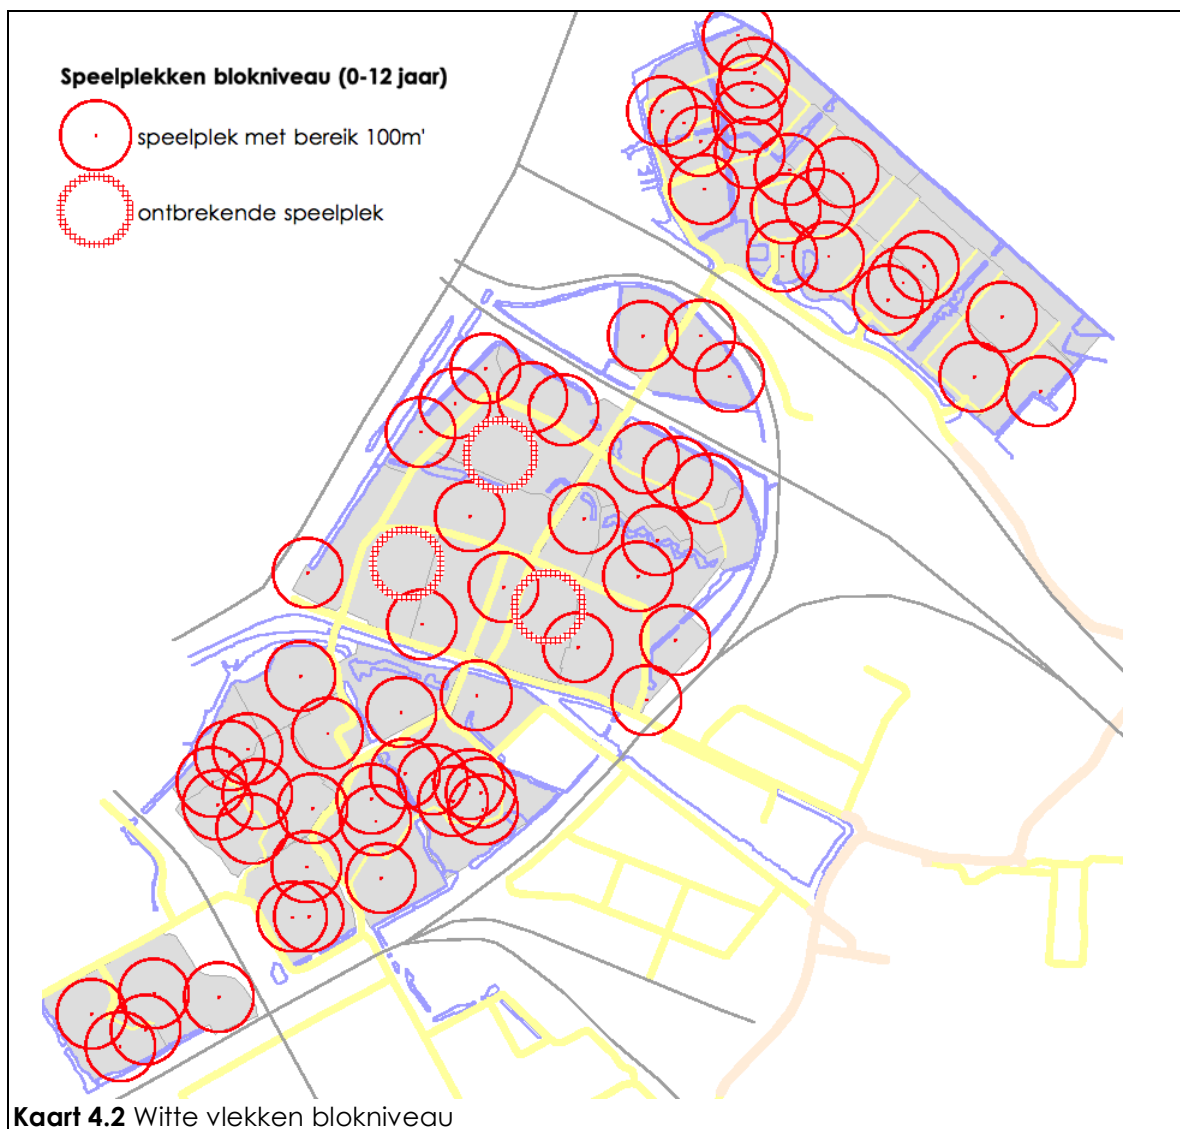 Speelplekken blokniveau (0-12 jaar)
speelplek met bereik 100m'
ontbrekende speelplek
Kaart 4.2 Witte vlekken blokniveau